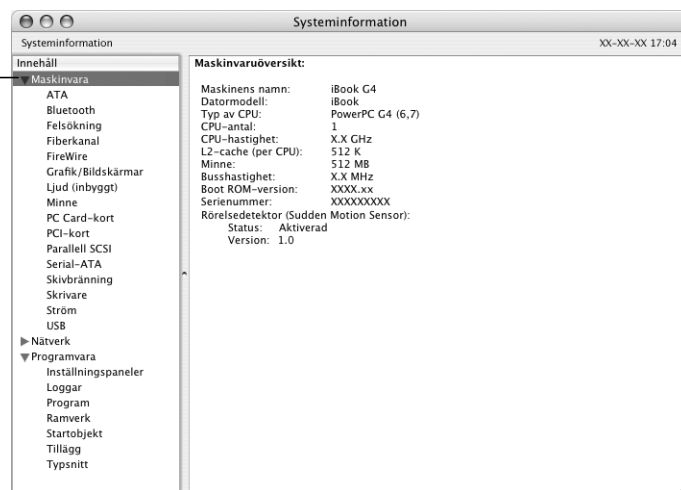 Systeminformation
Systeminformation XX-XX-XX 17:04
Innehåll
Maskinvara
ATA
Bluetooth
Felsökning
Fiberkanal
FireWire
Grafik/Bildskärmar
Ljud (inbyggt)
Minne
PC Card-kort
PCI-kort
Parallell SCSI
Serial-ATA
Skivbränning
Skrivare
Ström
USB
Nätverk
Programvara
Inställningspaneler
Loggar
Program
Ramverk
Startobjekt
Tillägg
Typsnitt
Maskinvaruöversikt:
Maskinens namn: iBook G4
Datormodell: iBook
Typ av CPU: PowerPC G4 (6,7)
CPU-antal: 1
CPU-hastighet: X.X GHz
L2-cache (per CPU): 512 K
Minne: 512 MB
Busshastighet: X.X MHz
Boot ROM-version: XXXX.xx
Serienummer: XXXXXXXXX
Rörelsedetektor (Sudden Motion Sensor):
Status: Aktiverad
Version: 1.0